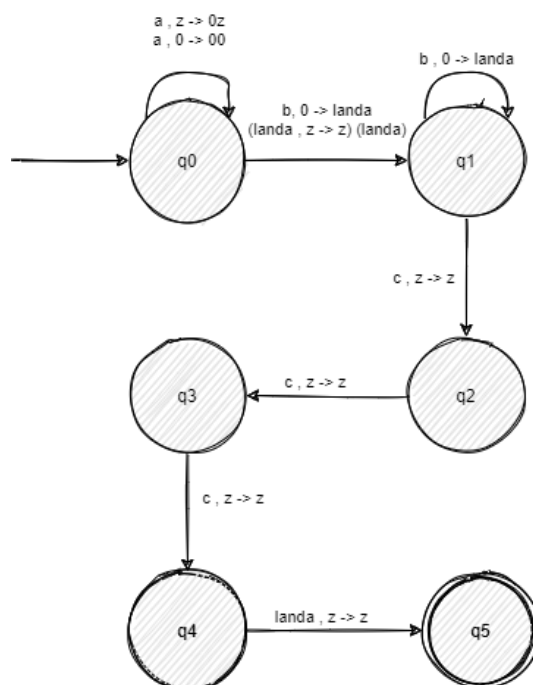 a , z -> 0z
a , 0 -> 00
b , 0 -> landa
b, 0 -> landa
(landa , z -> z) (landa)
q0
q1
c , z -> z
q3
c , z -> z
q2
c , z -> z
q4
landa , z -> z
q5